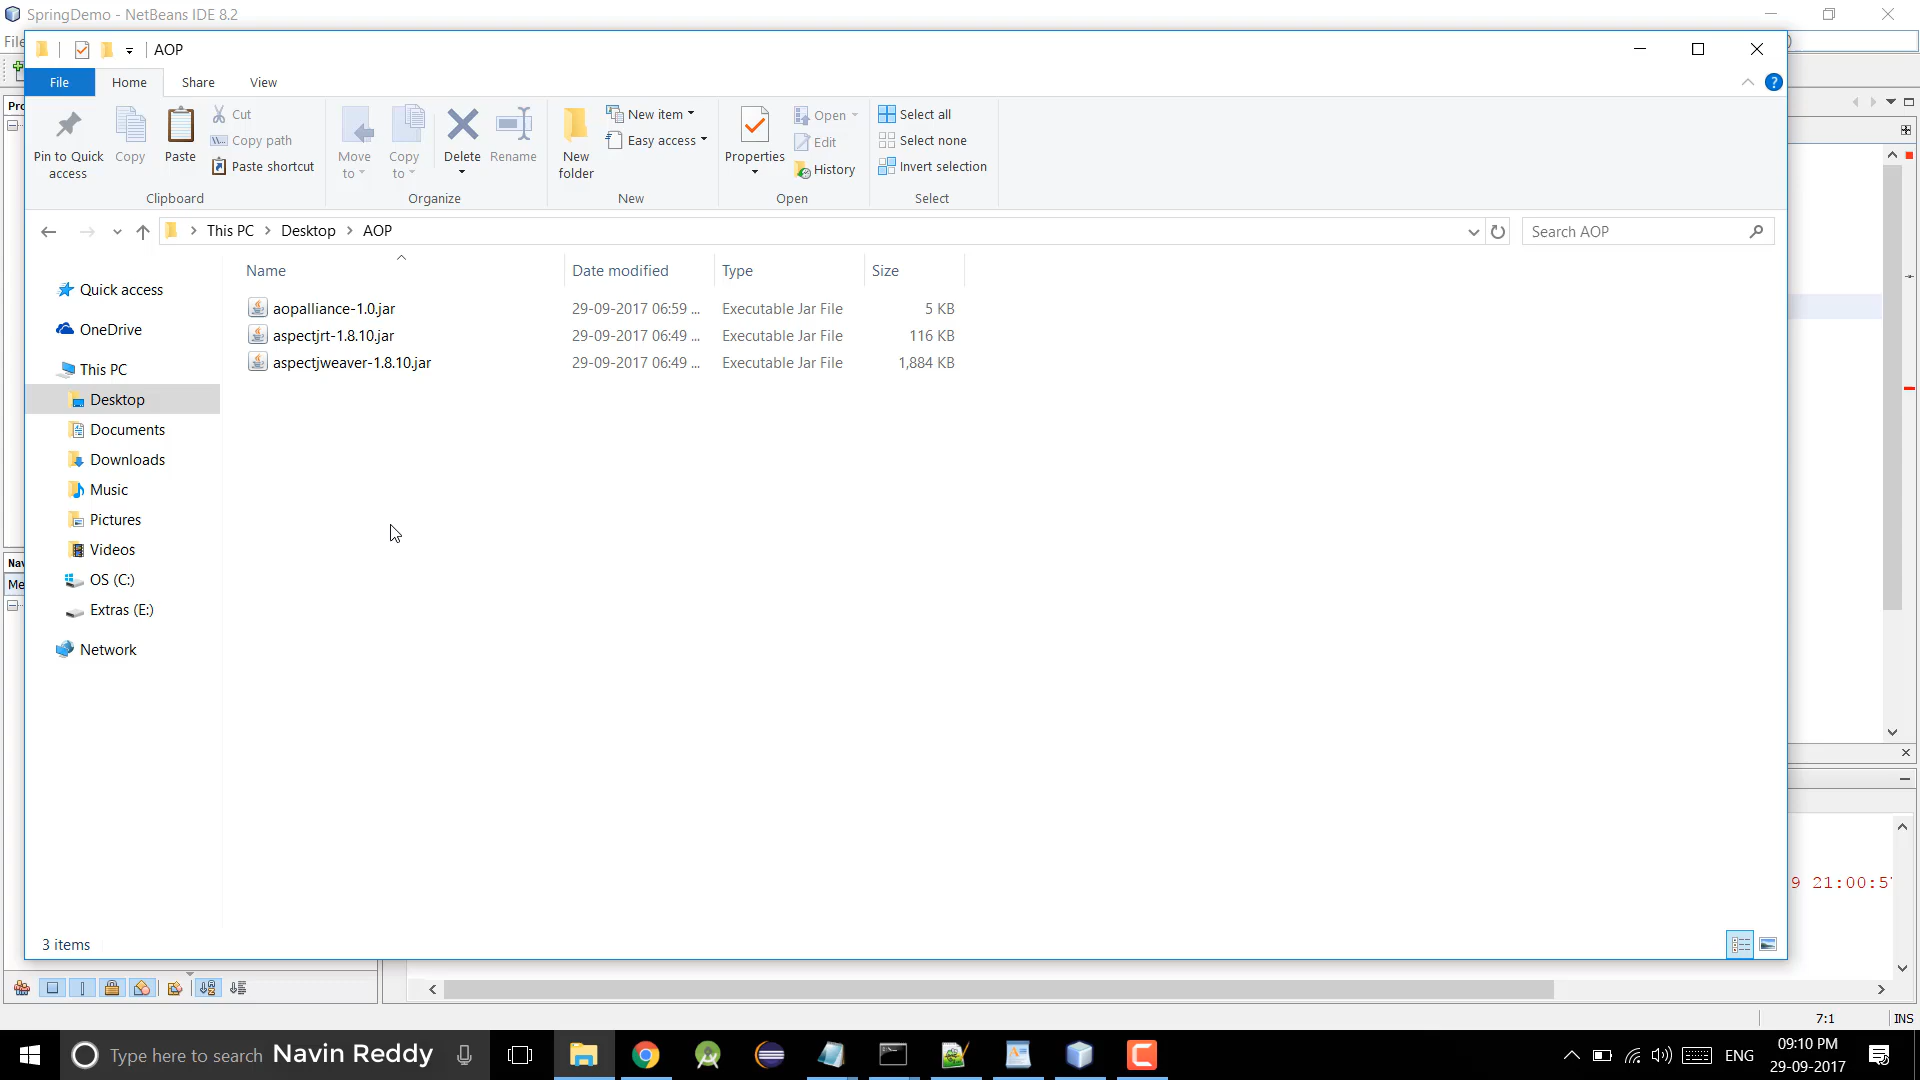 SpringDemo - NetBeans IDE 8.2
File
AOP
File Home Share View
Pin to Quick access
Copy
Paste
Cut
Copy path
Paste shortcut
Clipboard
Move to
Copy to
Delete
Rename
Organize
New folder
New item
Easy access
New
Properties
Open
Edit
History
Open
Select all
Select none
Invert selection
Select
This PC > Desktop > AOP
Search AOP
Name Date modified Type Size
aopalliance-1.0.jar 29-09-2017 06:59 ... Executable Jar File 5 KB
aspectjrt-1.8.10.jar 29-09-2017 06:49 ... Executable Jar File 116 KB
aspectjweaver-1.8.10.jar 29-09-2017 06:49 ... Executable Jar File 1,884 KB
Quick access
OneDrive
This PC
Desktop
Documents
Downloads
Music
Pictures
Videos
OS (C:)
Extras (E:)
Network
Pro
Nav
Me
9 21:00:5
3 items
7:1 INS
Type here to search Navin Reddy
ENG
09:10 PM
29-09-2017